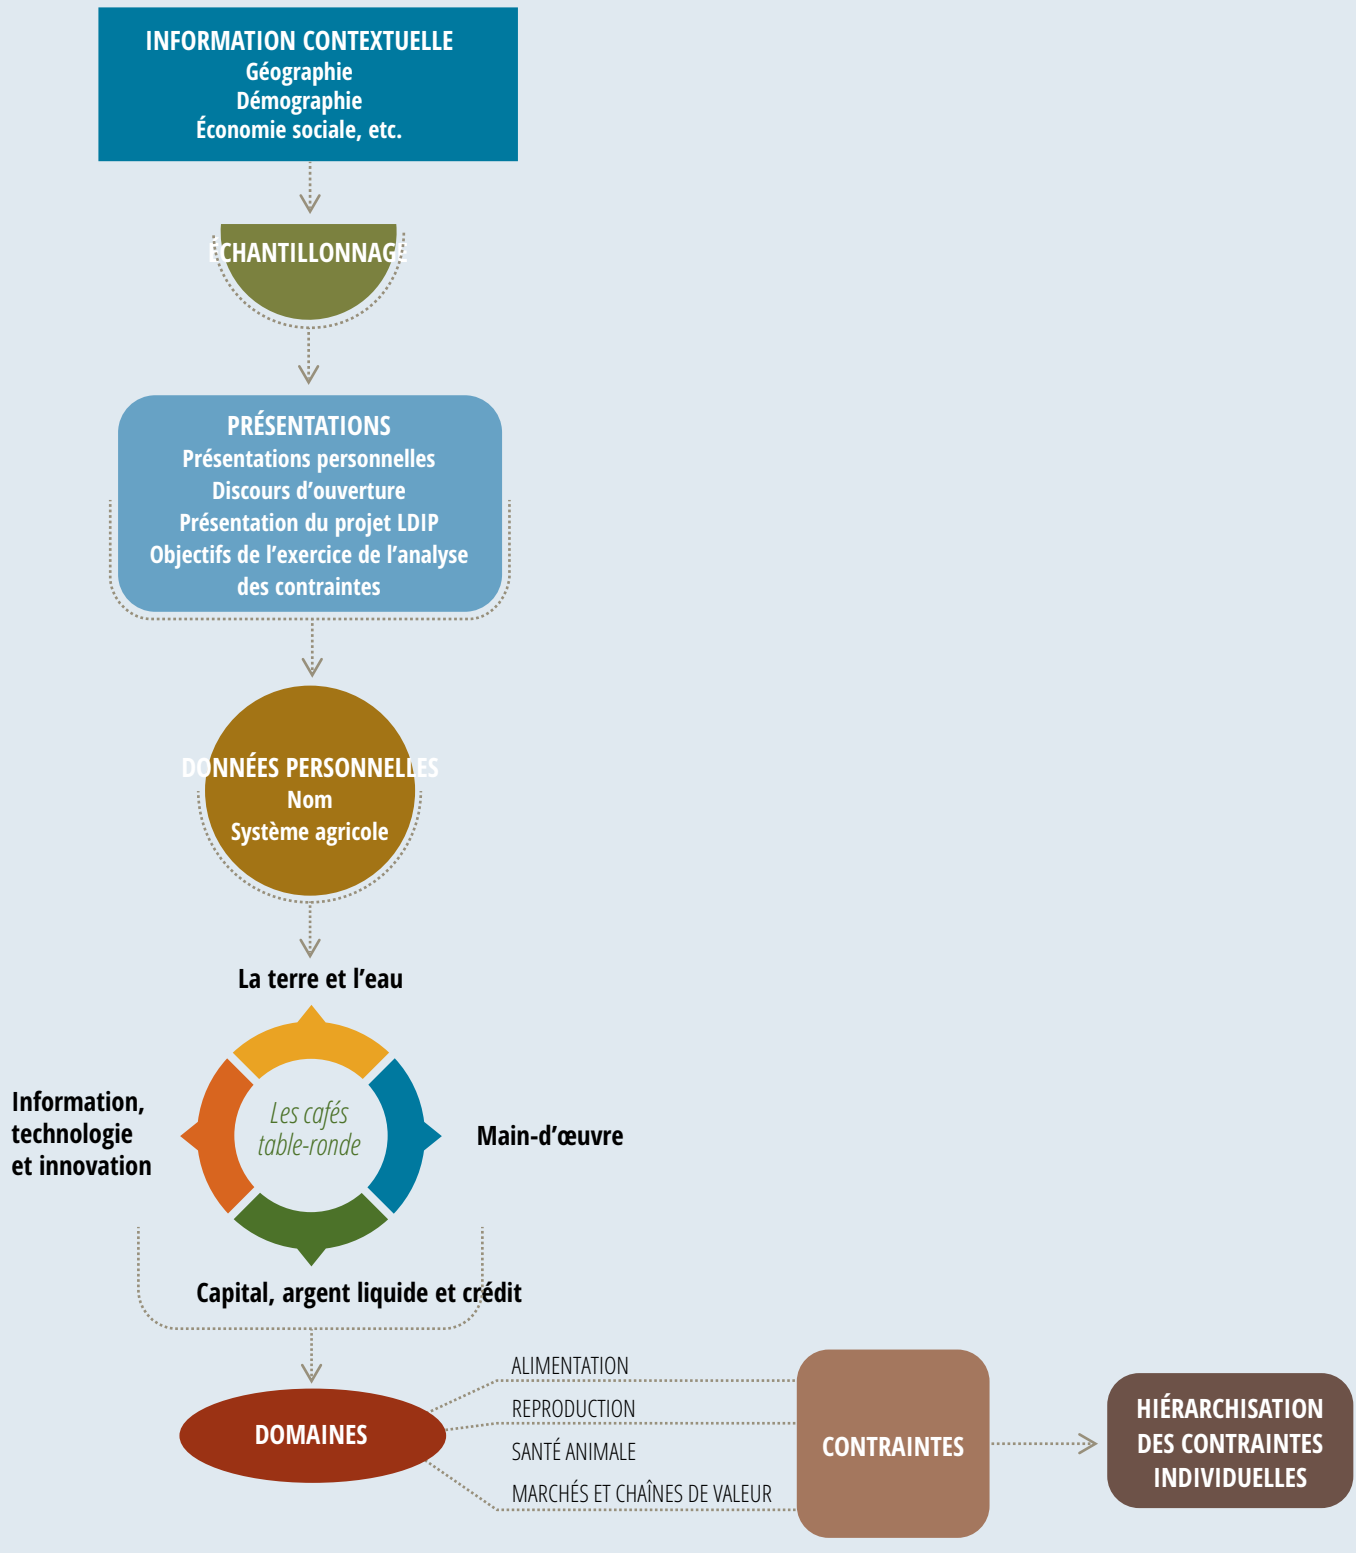 INFORMATION CONTEXTUELLE
Géographie
Démographie
Économie sociale, etc.
ÉCHANTILLONNAGE
PRÉSENTATIONS
Présentations personnelles
Discours d’ouverture
Présentation du projet LDIP
Objectifs de l’exercice de l’analyse
des contraintes
DONNÉES PERSONNELLES
Nom
Système agricole
La terre et l’eau
Information,
technologie
et innovation
Les cafés
table-ronde
Main-d’œuvre
Capital, argent liquide et crédit
DOMAINES
ALIMENTATION
REPRODUCTION
SANTÉ ANIMALE
MARCHÉS ET CHAÎNES DE VALEUR
CONTRAINTES
HIÉRARCHISATION
DES CONTRAINTES
INDIVIDUELLES